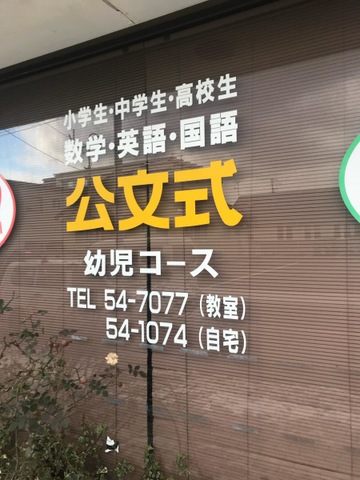 小学生・中学生・高校生
数学・英語・国語
公文式
幼児コース
TEL 54-7077（教室）
54-1074（自宅）